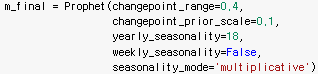 m_final = Prophet(changepoint_range=0.4,
changepoint_prior_scale=0.1,
yearly_seasonality=18,
weekly_seasonality=False,
seasonality_mode='multiplicative')